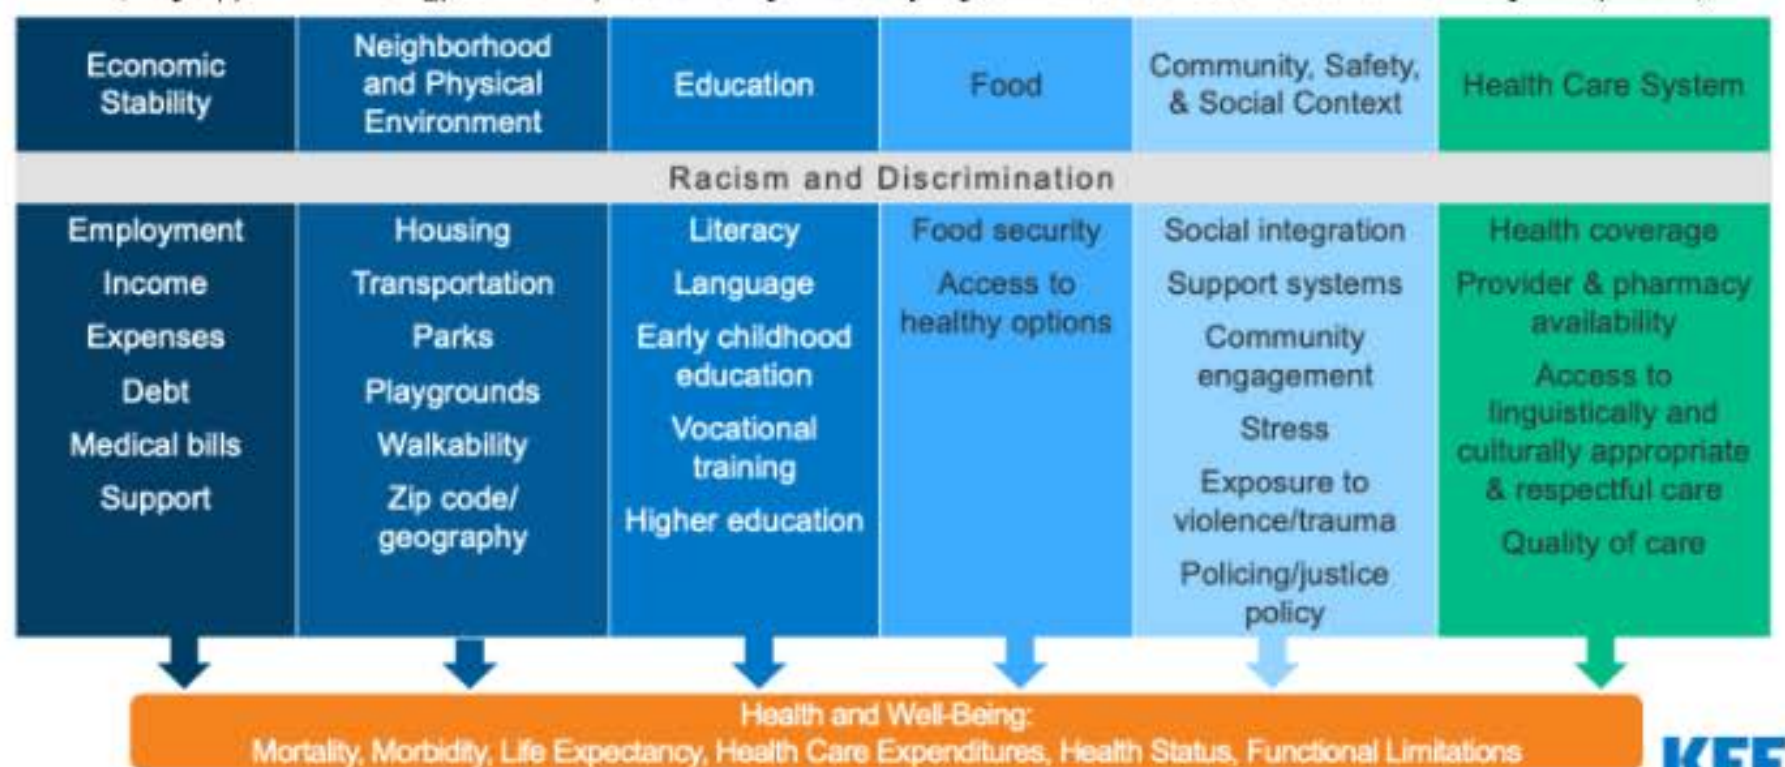 Economic
Stability
Neighborhood
and Physical
Environment
Education
Food
Community, Safety,
& Social Context
Health Care System
Racism and Discrimination
Employment
Income
Expenses
Debt
Medical bills
Support
Housing
Transportation
Parks
Playgrounds
Walkability
Zip code/
geography
Literacy
Language
Early childhood
education
Vocational
training
Higher education
Food security
Access to
healthy options
Social integration
Support systems
Community
engagement
Stress
Exposure to
violence/trauma
Policing/justice
policy
Health coverage
Provider & pharmacy
availability
Access to
linguistically and
culturally appropriate
& respectful care
Quality of care
Health and Well-Being:
Mortality, Morbidity, Life Expectancy, Health Care Expenditures, Health Status, Functional Limitations